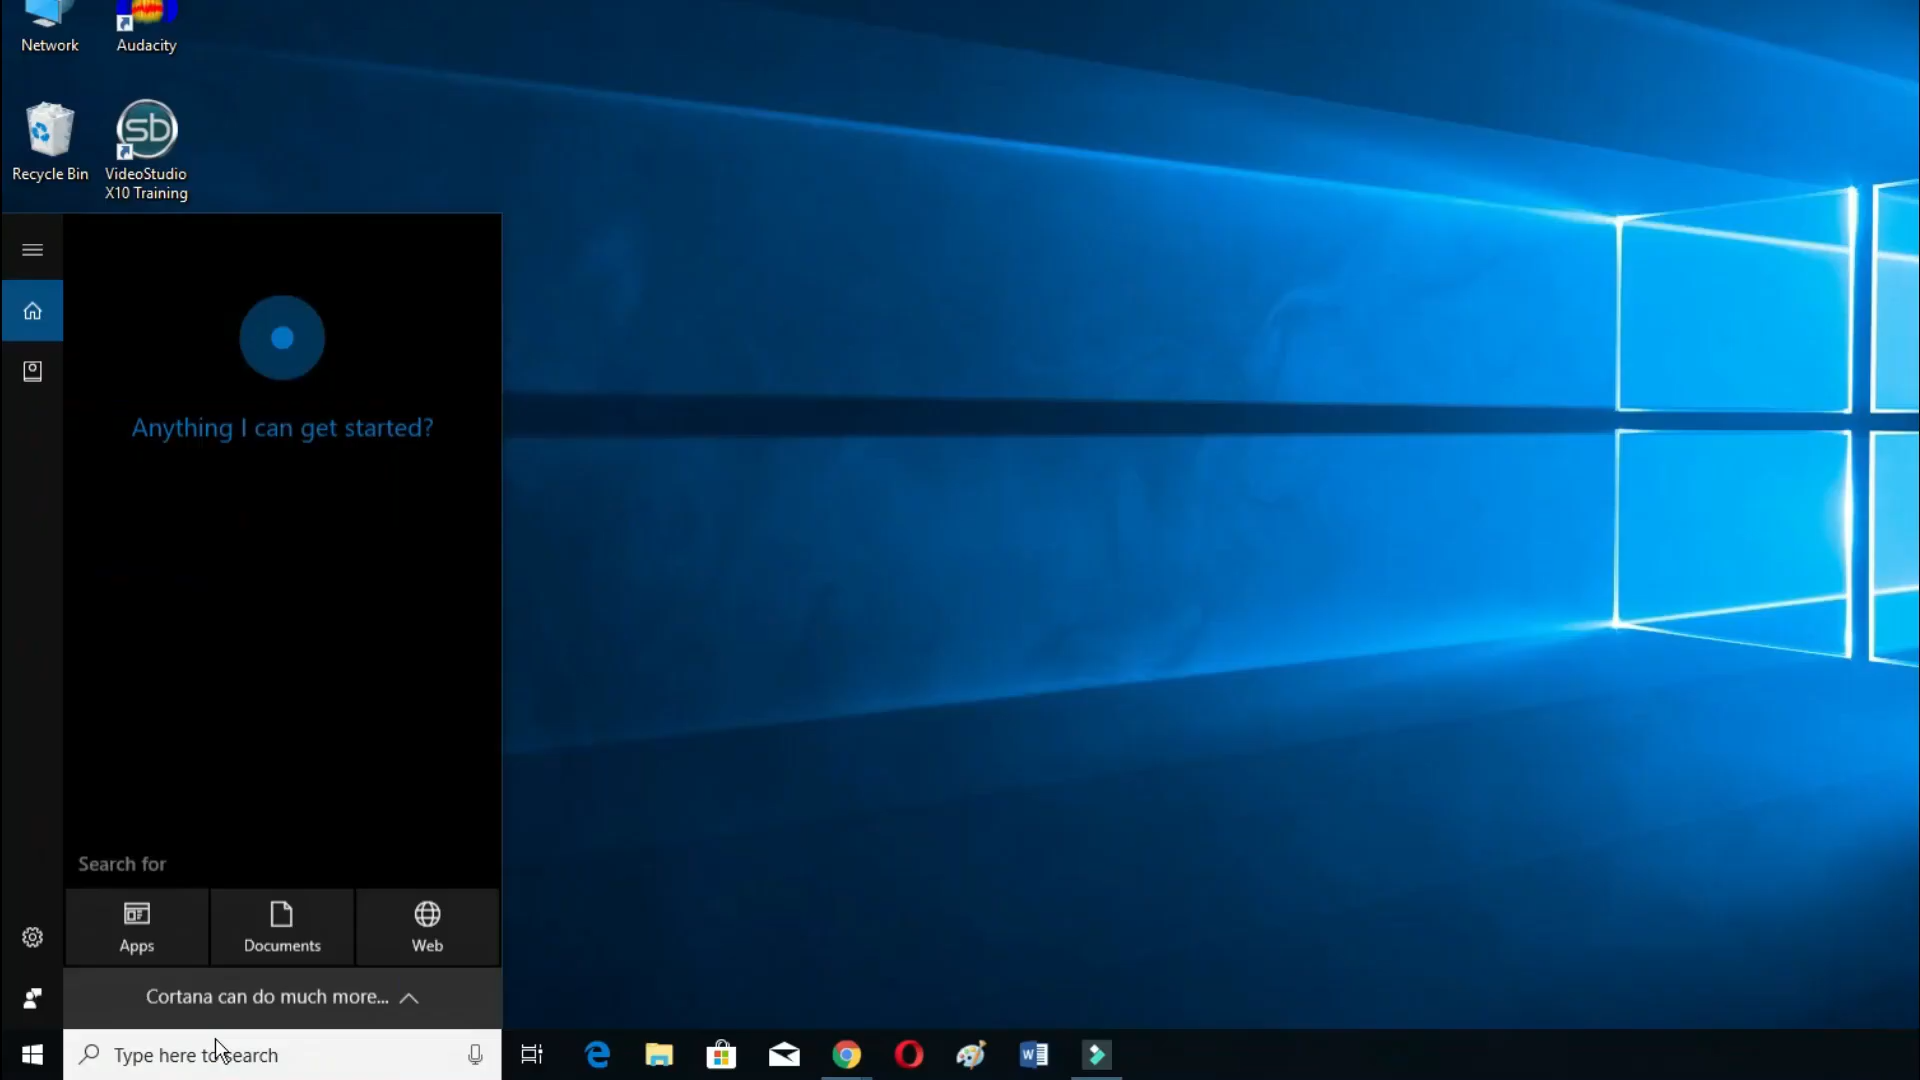 Network
Audacity
Recycle Bin
sb
VideoStudio
X10 Training
Anything I can get started?
Search for
Apps
Documents
Web
Cortana can do much more...
Type here to search
W